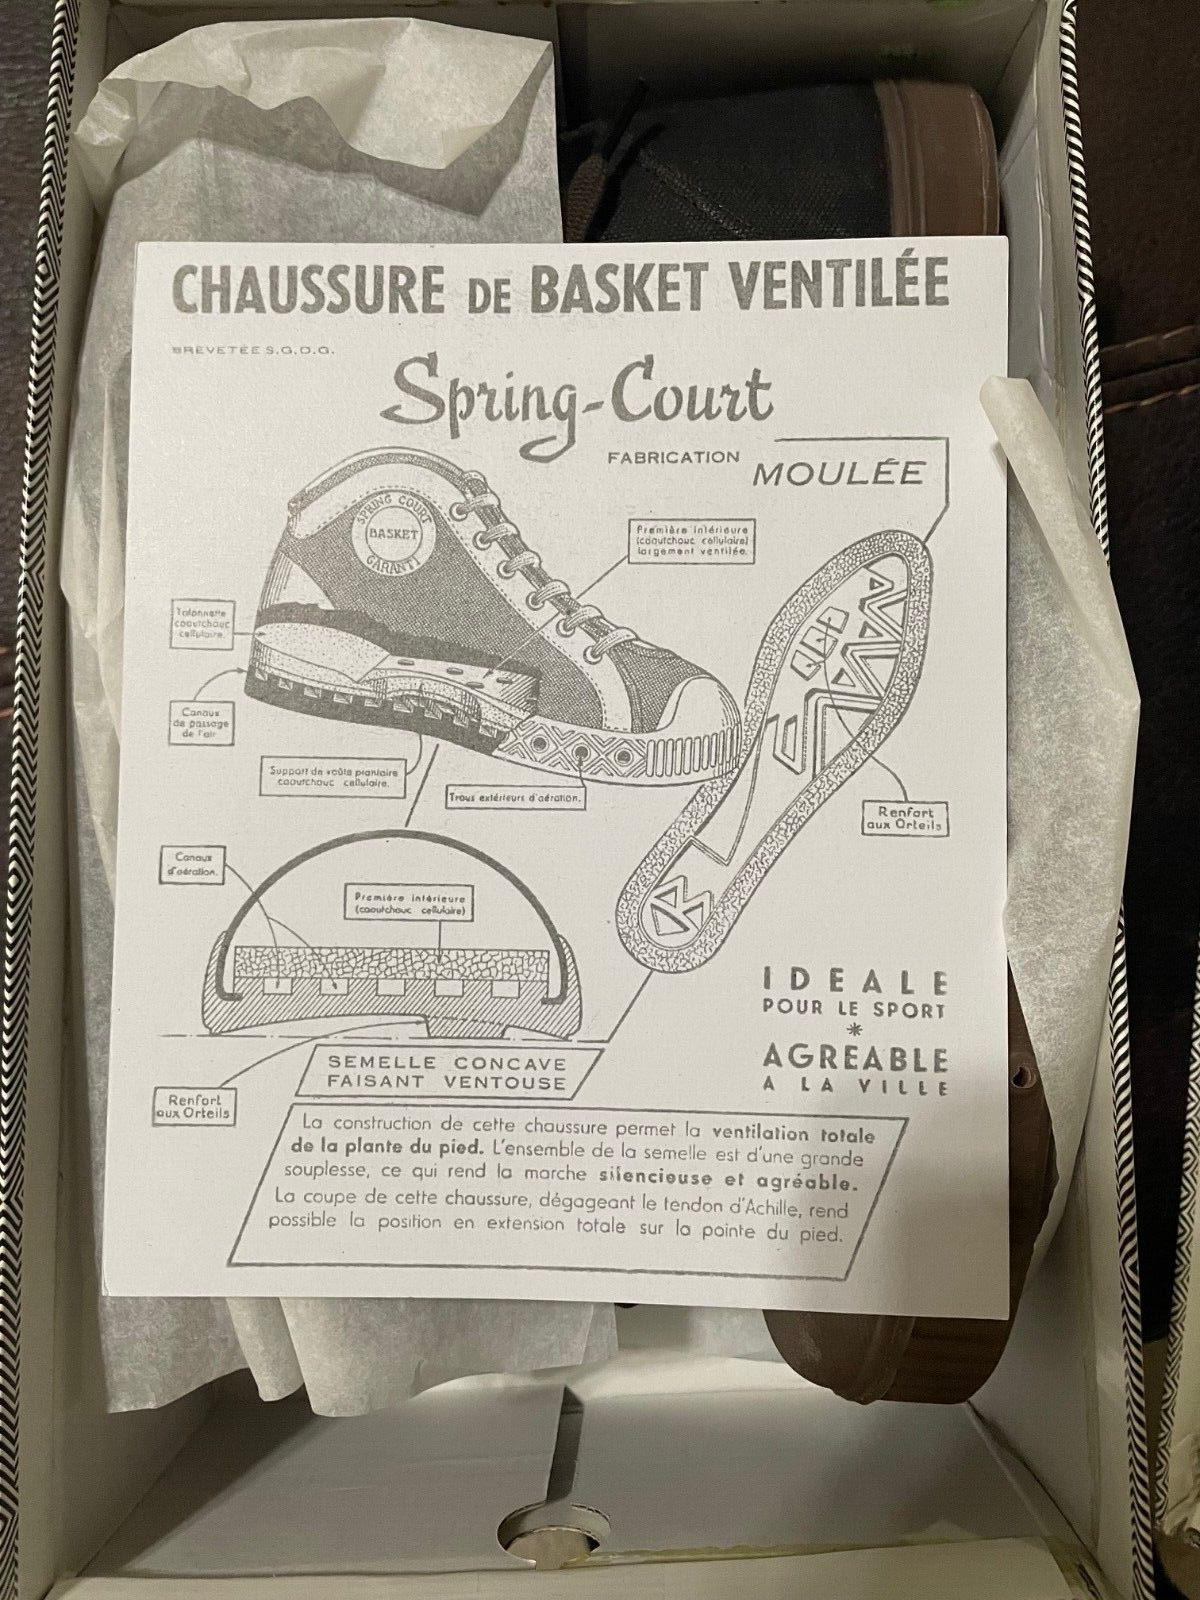 CHAUSSURE DE BASKET VENTILÉE
BREVETÉE S.G.D.G.
Spring-Court
FABRICATION MOULÉE
SPRING COURT
BASKET
GARANTI
Première intérieure
(caoutchouc cellulaire)
largement ventilée.
Talonnette
caoutchouc
cellulaire.
Canaux
de passage
de l'air
Support de voûte plantaire
caoutchouc cellulaire.
Trous extérieurs d'aération.
Renfort
aux Orteils
Canaux
d'aération.
Première intérieure
(caoutchouc cellulaire)
IDEALE
POUR LE SPORT
*
AGRÉABLE
A LA VILLE
SEMELLE CONCAVE
FAISANT VENTOUSE
Renfort
aux Orteils
La construction de cette chaussure permet la ventilation totale
de la plante du pied. L'ensemble de la semelle est d'une grande
souplesse, ce qui rend la marche silencieuse et agréable.
La coupe de cette chaussure, dégageant le tendon d'Achille, rend
possible la position en extension totale sur la pointe du pied.